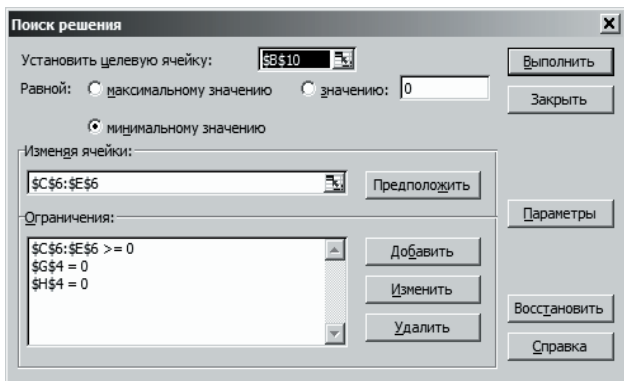 Поиск решения
Установить целевую ячейку: $B$10
Выполнить
Равной: максимальному значению значению: 0
Закрыть
минимальному значению
Изменяя ячейки:
$C$6:$E$6
Предположить
Параметры
Ограничения:
$C$6:$E$6 >= 0
$G$4 = 0
$H$4 = 0
Добавить
Изменить
Удалить
Восстановить
Справка